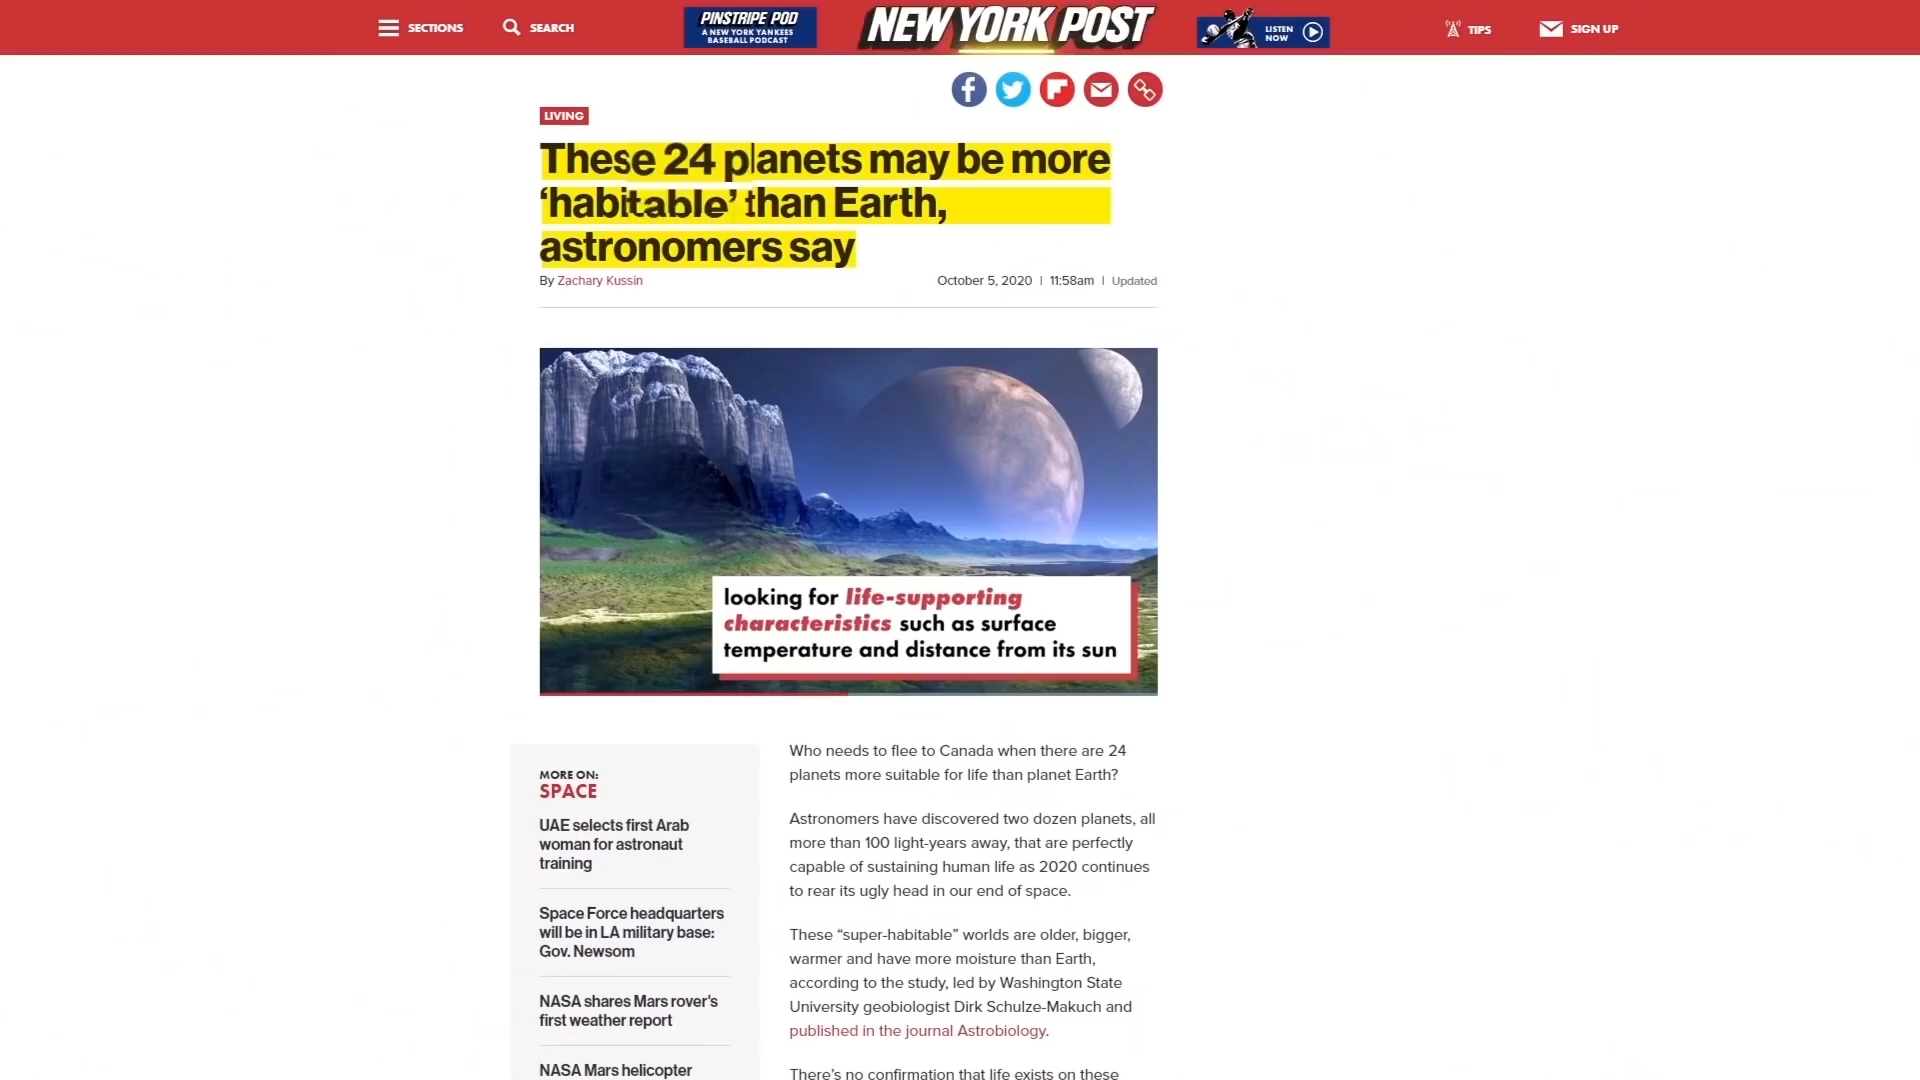 SECTIONS
SEARCH
PINSTRIPE POD
A NEW YORK YANKEES
BASEBALL PODCAST
NEW YORK POST
LISTEN
NOW
TIPS
SIGN UP
LIVING
These 24 planets may be more
‘habitable’ than Earth,
astronomers say
By Zachary Kussin
October 5, 2020 | 11:58am | Updated
looking for life-supporting
characteristics such as surface
temperature and distance from its sun
MORE ON:
SPACE
UAE selects first Arab
woman for astronaut
training
Space Force headquarters
will be in LA military base:
Gov. Newsom
NASA shares Mars rover's
first weather report
NASA Mars helicopter
Who needs to flee to Canada when there are 24
planets more suitable for life than planet Earth?
Astronomers have discovered two dozen planets, all
more than 100 light-years away, that are perfectly
capable of sustaining human life as 2020 continues
to rear its ugly head in our end of space.
These “super-habitable” worlds are older, bigger,
warmer and have more moisture than Earth,
according to the study, led by Washington State
University geobiologist Dirk Schulze-Makuch and
published in the journal Astrobiology.
There’s no confirmation that life exists on these